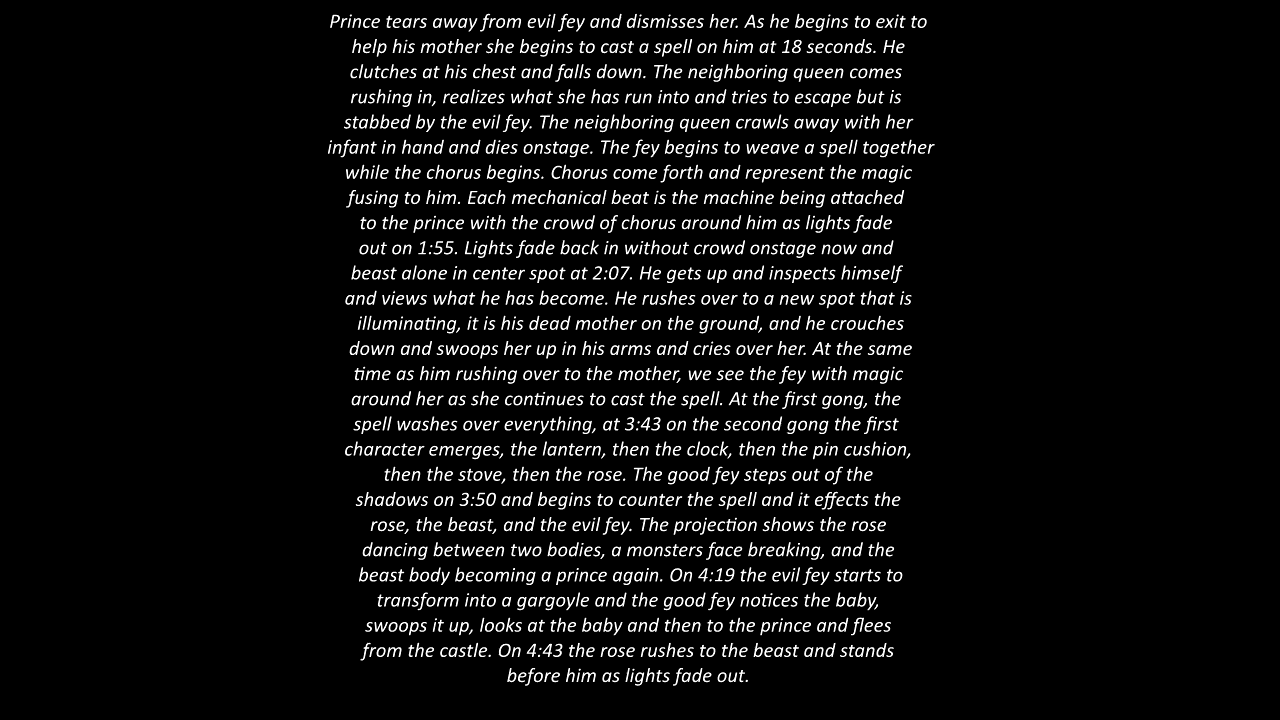 Prince tears away from evil fey and dismisses her. As he begins to exit to
help his mother she begins to cast a spell on him at 18 seconds. He
clutches at his chest and falls down. The neighboring queen comes
rushing in, realizes what she has run into and tries to escape but is
stabbed by the evil fey. The neighboring queen crawls away with her
infant in hand and dies onstage. The fey begins to weave a spell together
while the chorus begins. Chorus come forth and represent the magic
fusing to him. Each mechanical beat is the machine being attached
to the prince with the crowd of chorus around him as lights fade
out on 1:55. Lights fade back in without crowd onstage now and
beast alone in center spot at 2:07. He gets up and inspects himself
and views what he has become. He rushes over to a new spot that is
illuminating, it is his dead mother on the ground, and he crouches
down and swoops her up in his arms and cries over her. At the same
time as him rushing over to the mother, we see the fey with magic
around her as she continues to cast the spell. At the first gong, the
spell washes over everything, at 3:43 on the second gong the first
character emerges, the lantern, then the clock, then the pin cushion,
then the stove, then the rose. The good fey steps out of the
shadows on 3:50 and begins to counter the spell and it effects the
rose, the beast, and the evil fey. The projection shows the rose
dancing between two bodies, a monsters face breaking, and the
beast body becoming a prince again. On 4:19 the evil fey starts to
transform into a gargoyle and the good fey notices the baby,
swoops it up, looks at the baby and then to the prince and flees
from the castle. On 4:43 the rose rushes to the beast and stands
before him as lights fade out.